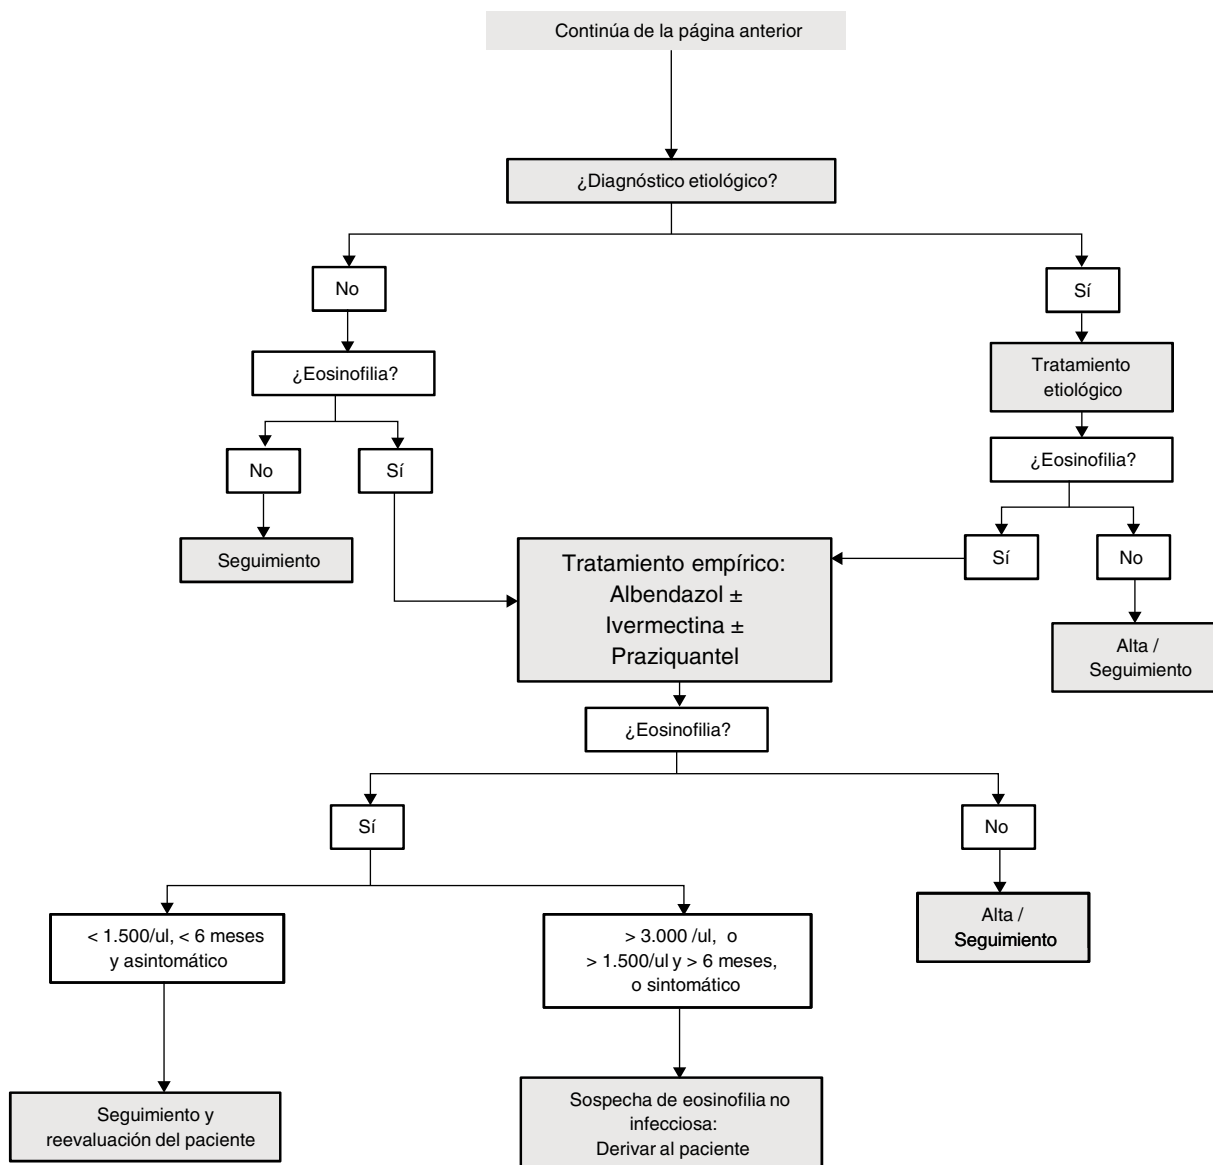 Continúa de la página anterior
¿Diagnóstico etiológico?
No
Sí
¿Eosinofilia?
Tratamiento
etiológico
No
Sí
¿Eosinofilia?
Seguimiento
Tratamiento empírico:
Albendazol ±
Ivermectina ±
Praziquantel
Sí
No
Alta /
Seguimiento
¿Eosinofilia?
Sí
No
< 1.500/ul, < 6 meses
y asintomático
> 3.000 /ul, o
> 1.500/ul y > 6 meses,
o sintomático
Alta /
Seguimiento
Seguimiento y
reevaluación del paciente
Sospecha de eosinofilia no
infecciosa:
Derivar al paciente